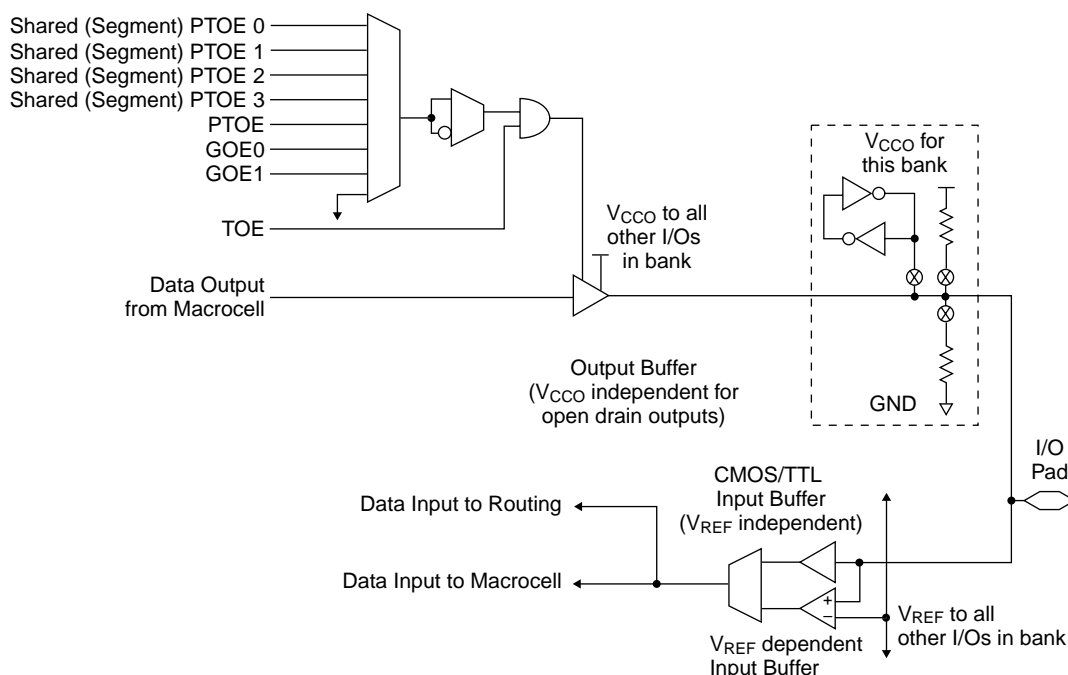 Shared (Segment) PTOE 0
Shared (Segment) PTOE 1
Shared (Segment) PTOE 2
Shared (Segment) PTOE 3
PTOE
GOE0
GOE1
TOE
Data Output
from Macrocell
VCCO to all
other I/Os
in bank
VCCO for
this bank
GND
Output Buffer
(VCCO independent for
open drain outputs)
I/O
Pad
CMOS/TTL
Input Buffer
(VREF independent)
Data Input to Routing
Data Input to Macrocell
+
−
VREF to all
other I/Os in bank
VREF dependent
Input Buffer